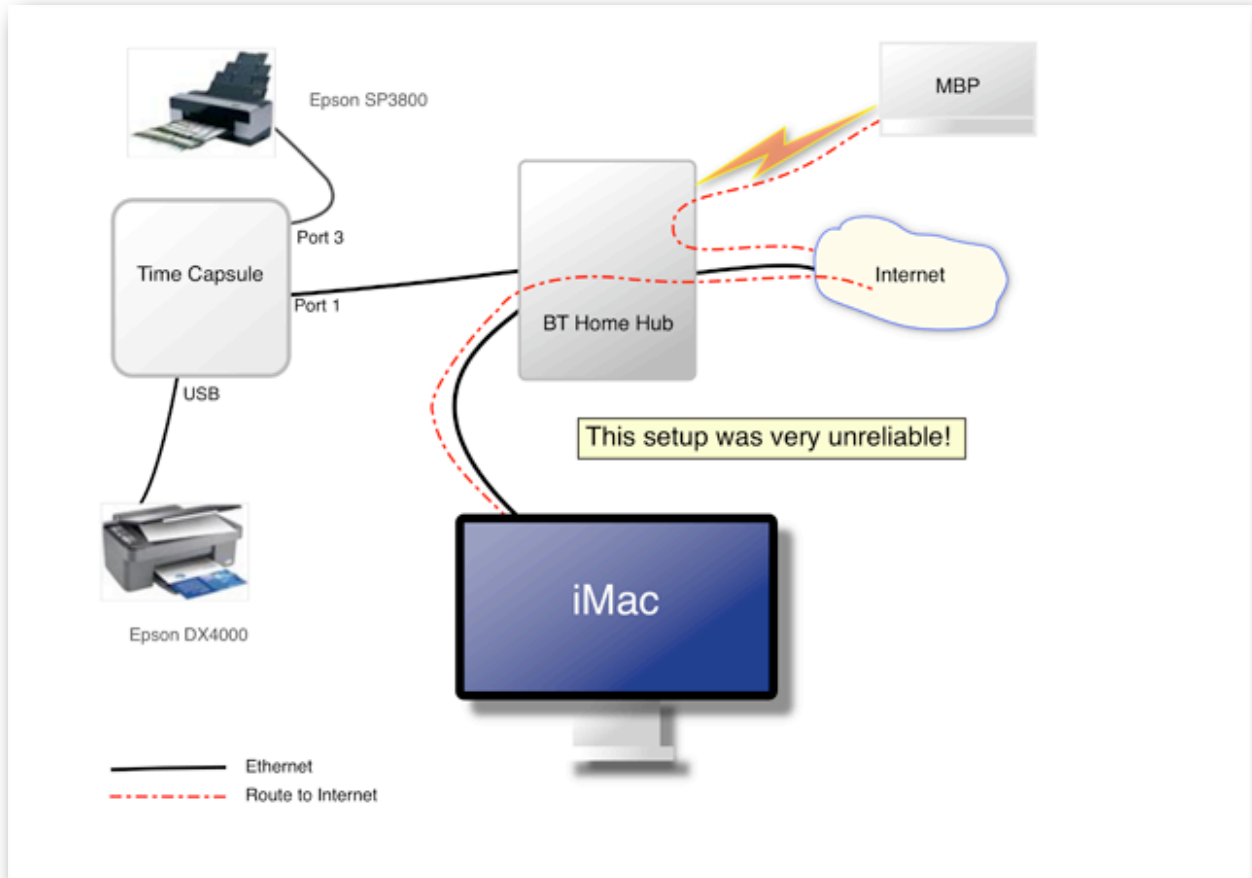 Epson SP3800
MBP
Port 3
Time Capsule
Internet
Port 1
BT Home Hub
USB
This setup was very unreliable!
iMac
Epson DX4000
Ethernet
Route to Internet